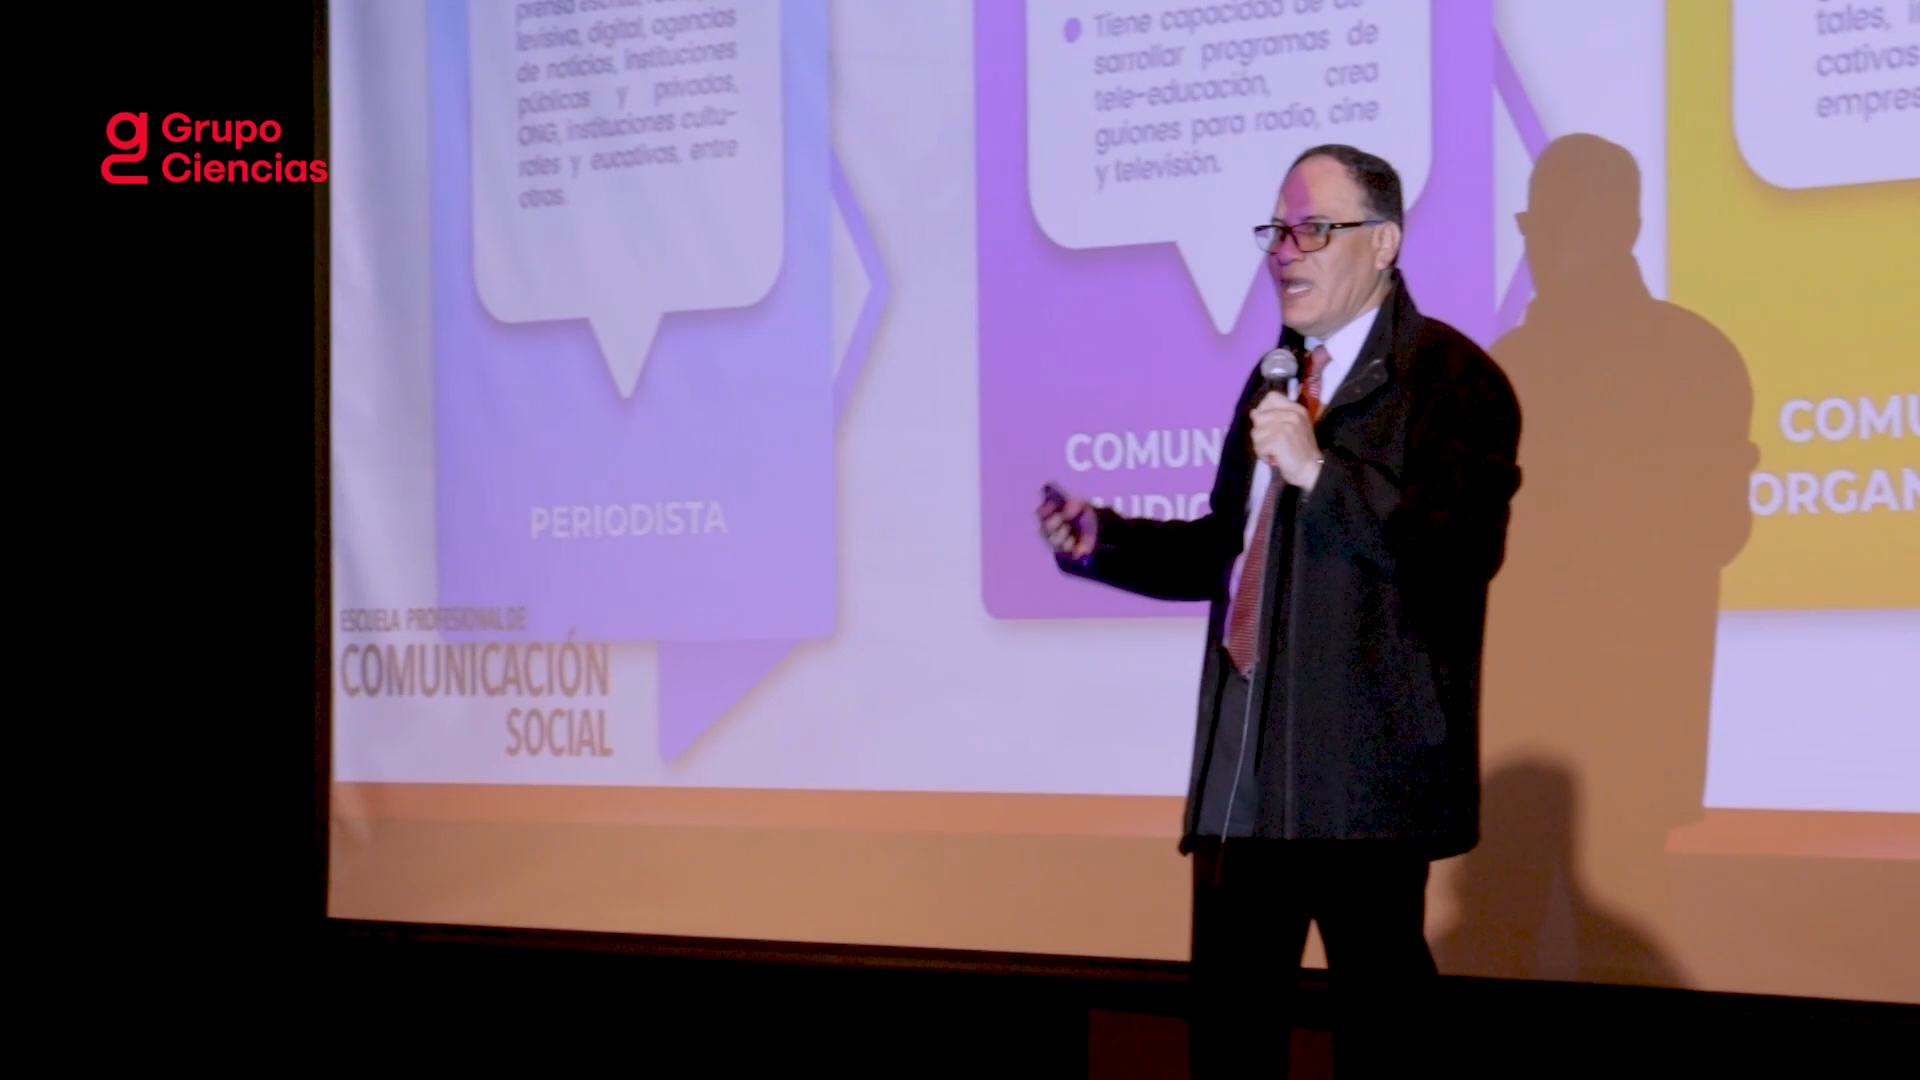 Grupo
Ciencias
prensa escrita,
levisiva, digital, agencias
de noticias, instituciones
públicas y privadas,
ONG, instituciones cultu-
rales y eucativas, entre
otras.
PERIODISTA
Tiene capacidad de de
sarrollar programas de
tele-educación, crea
guiones para radio, cine
y televisión.
COMUN
AUDIO
tales,
cativas
empres
COMU
ORGAN
ESCUELA PROFESIONAL DE
COMUNICACIÓN
SOCIAL